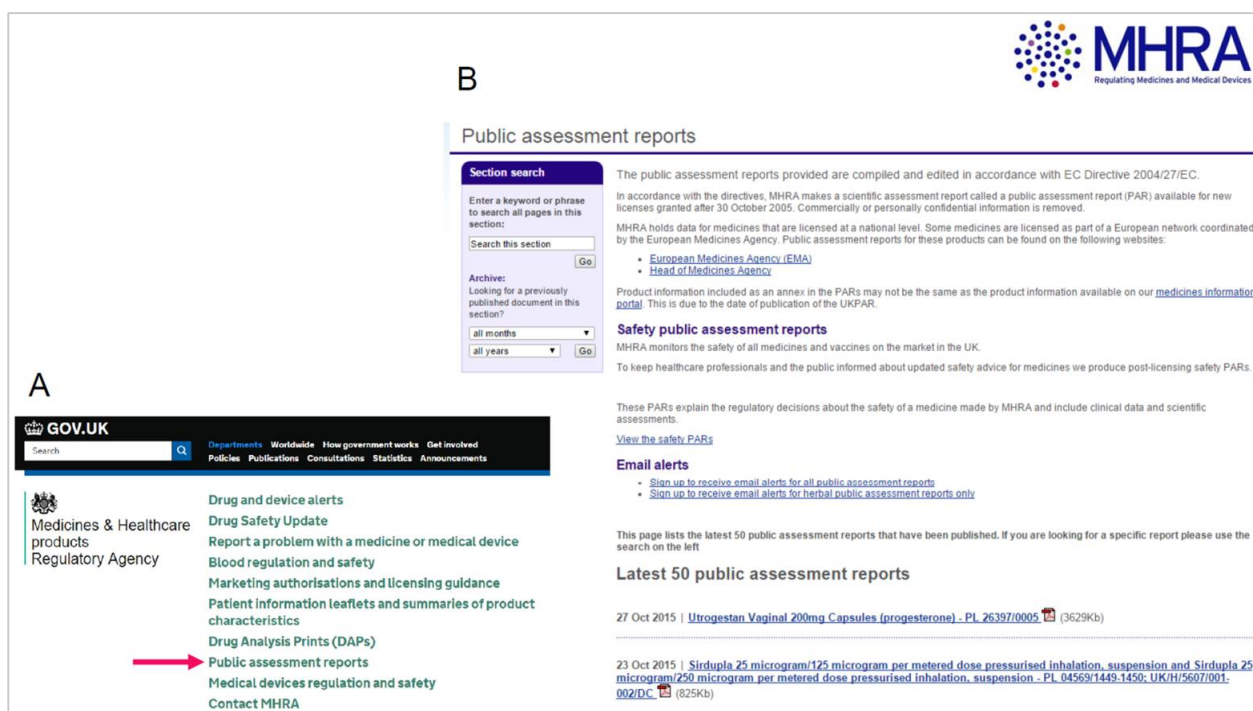 MHRA
Regulating Medicines and Medical Devices
B
Public assessment reports
Section search
Enter a keyword or phrase
to search all pages in this
section:
Search this section
Go
Archive:
Looking for a previously
published document in this
section?
all months
all years
Go
The public assessment reports provided are compiled and edited in accordance with EC Directive 2004/27/EC.
In accordance with the directives, MHRA makes a scientific assessment report called a public assessment report (PAR) available for new
licenses granted after 30 October 2005. Commercially or personally confidential information is removed.
MHRA holds data for medicines that are licensed at a national level. Some medicines are licensed as part of a European network coordinated
by the European Medicines Agency. Public assessment reports for these products can be found on the following websites:
European Medicines Agency (EMA)
Head of Medicines Agency
Product information included as an annex in the PARs may not be the same as the product information available on our medicines information
portal. This is due to the date of publication of the UKPAR.
Safety public assessment reports
MHRA monitors the safety of all medicines and vaccines on the market in the UK.
To keep healthcare professionals and the public informed about updated safety advice for medicines we produce post-licensing safety PARs.
These PARs explain the regulatory decisions about the safety of a medicine made by MHRA and include clinical data and scientific
assessments.
View the safety PARs
Email alerts
Sign up to receive email alerts for all public assessment reports
Sign up to receive email alerts for herbal public assessment reports only
This page lists the latest 50 public assessment reports that have been published. If you are looking for a specific report please use the
search on the left
Latest 50 public assessment reports
27 Oct 2015 | Utrogestan Vaginal 200mg Capsules (progesterone) - PL 26397/0005 (3629Kb)
23 Oct 2015 | Sirdupla 25 microgram/125 microgram per metered dose pressurised inhalation, suspension and Sirdupla 25
microgram/250 microgram per metered dose pressurised inhalation, suspension - PL 04569/1449-1450; UK/H/5607/001-
002/DC (825Kb)
A
GOV.UK
Search
Departments Worldwide How government works Get involved
Policies Publications Consultations Statistics Announcements
Medicines & Healthcare
products
Regulatory Agency
Drug and device alerts
Drug Safety Update
Report a problem with a medicine or medical device
Blood regulation and safety
Marketing authorisations and licensing guidance
Patient information leaflets and summaries of product
characteristics
Drug Analysis Prints (DAPs)
Public assessment reports
Medical devices regulation and safety
Contact MHRA